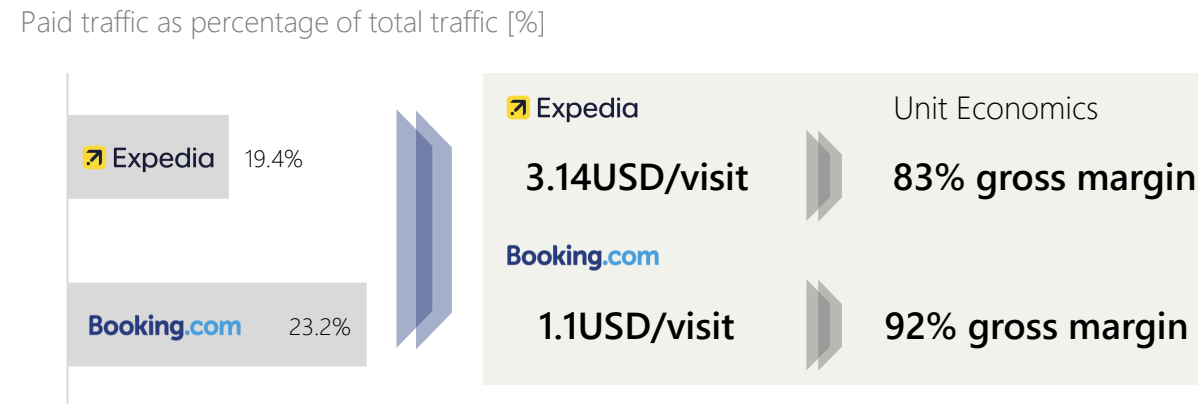 Paid traffic as percentage of total traffic [%]
Expedia 19.4%
Booking.com 23.2%
Expedia Unit Economics
3.14USD/visit 83% gross margin
Booking.com
1.1USD/visit 92% gross margin